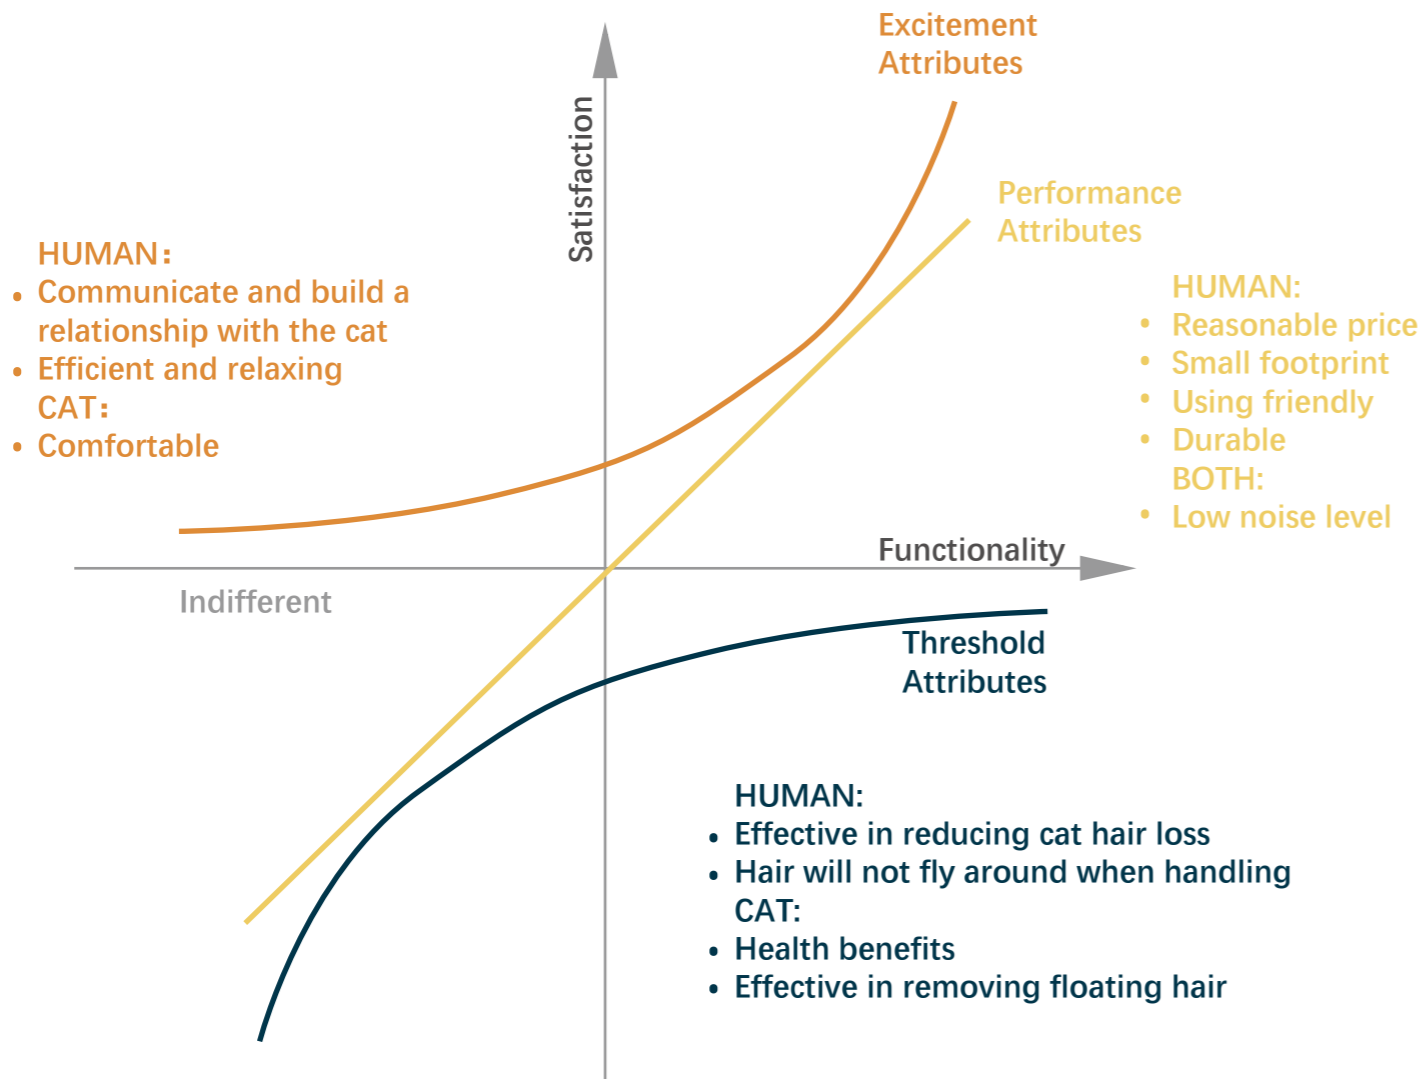 Excitement
Attributes
Satisfaction
Performance
Attributes
HUMAN：
• Communicate and build a
relationship with the cat
• Efficient and relaxing
CAT：
• Comfortable
HUMAN:
• Reasonable price
• Small footprint
• Using friendly
• Durable
BOTH:
• Low noise level
Functionality
Indifferent
Threshold
Attributes
HUMAN:
• Effective in reducing cat hair loss
• Hair will not fly around when handling
CAT:
• Health benefits
• Effective in removing floating hair